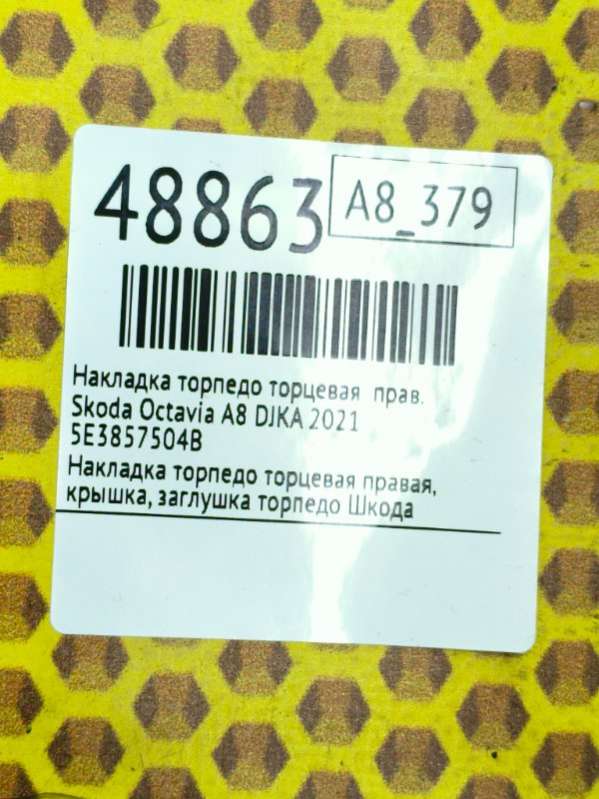 48863 A8_379
Накладка торпедо торцевая прав.
Skoda Octavia A8 DJKA 2021
5E3857504B
Накладка торпедо торцевая правая,
крышка, заглушка торпедо Шкода